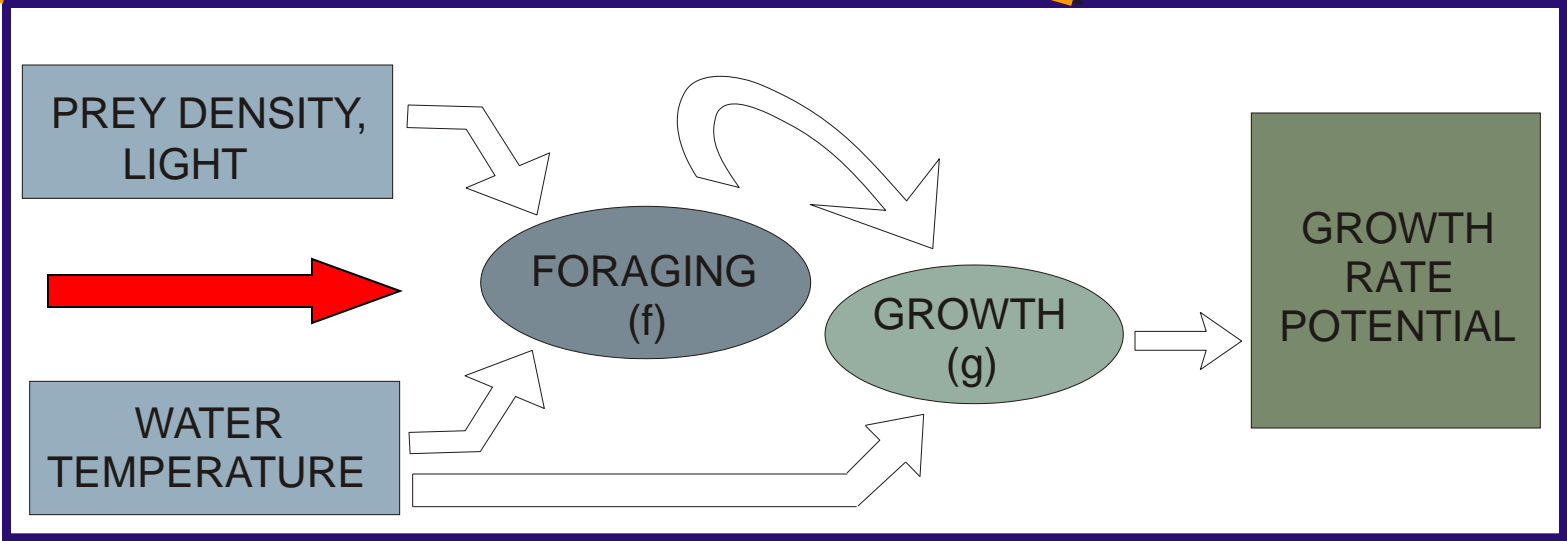 PREY DENSITY,
LIGHT
FORAGING
(f)
WATER
TEMPERATURE
GROWTH
(g)
GROWTH
RATE
POTENTIAL